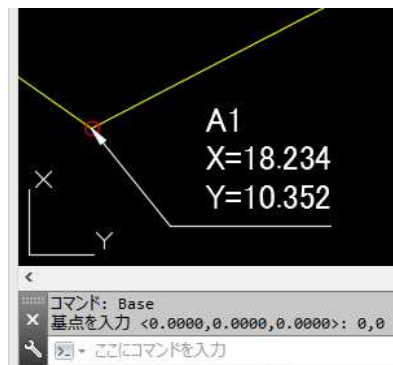 A1
X=18.234
Y=10.352
X
Y
コマンド: Base
基点を入力 <0.0000,0.0000,0.0000>: 0,0
ここにコマンドを入力